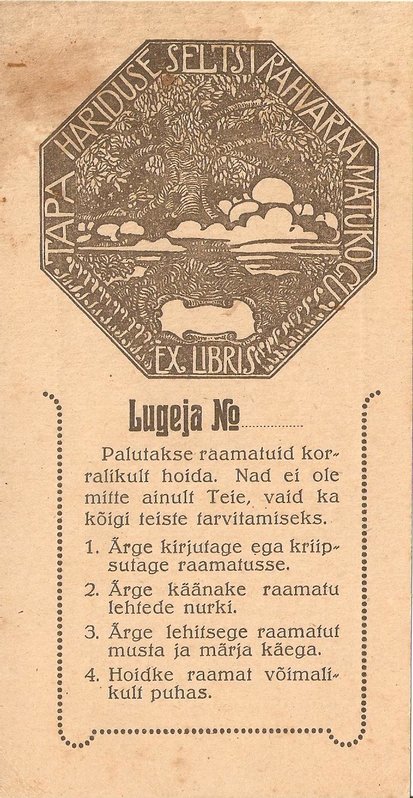 TAPA HARIDUSE SELTSI RAHVARAAMATUKOGU
EX LIBRIS
Lugeja No
Palutakse raamatuid kor-
ralikult hoida. Nad ei ole
mitte ainult Teie, vaid ka
kõigi teiste tarvitamiseks.
1. Ärge kirjutage ega kriip-
sutage raamatusse.
2. Ärge käänake raamatu
lehtede nurki.
3. Ärge lehitsege raamatut
musta ja märja käega.
4. Hoidke raamat võimali-
kult puhas.